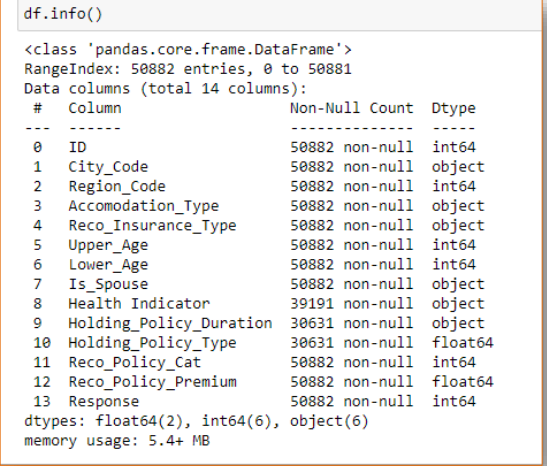 df.info()
<class 'pandas.core.frame.DataFrame'>
RangeIndex: 50882 entries, 0 to 50881
Data columns (total 14 columns):
 #   Column                   Non-Null Count  Dtype
---  ------                   --------------  -----
 0   ID                       50882 non-null  int64
 1   City_Code                50882 non-null  object
 2   Region_Code              50882 non-null  int64
 3   Accomodation_Type        50882 non-null  object
 4   Reco_Insurance_Type      50882 non-null  object
 5   Upper_Age                50882 non-null  int64
 6   Lower_Age                50882 non-null  int64
 7   Is_Spouse                50882 non-null  object
 8   Health Indicator         39191 non-null  object
 9   Holding_Policy_Duration  30631 non-null  object
 10  Holding_Policy_Type      30631 non-null  float64
 11  Reco_Policy_Cat          50882 non-null  int64
 12  Reco_Policy_Premium      50882 non-null  float64
 13  Response                 50882 non-null  int64
dtypes: float64(2), int64(6), object(6)
memory usage: 5.4+ MB